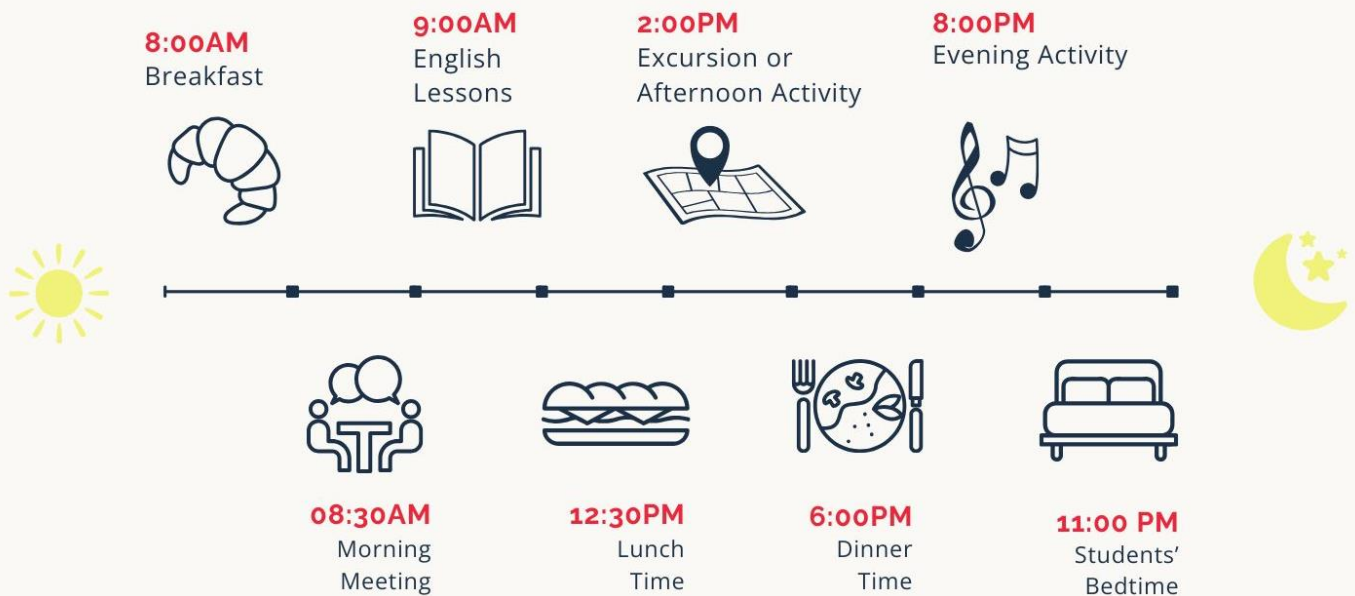 8:00AM
Breakfast
9:00AM
English
Lessons
2:00PM
Excursion or
Afternoon Activity
8:00PM
Evening Activity
08:30AM
Morning
Meeting
12:30PM
Lunch
Time
6:00PM
Dinner
Time
11:00 PM
Students’
Bedtime